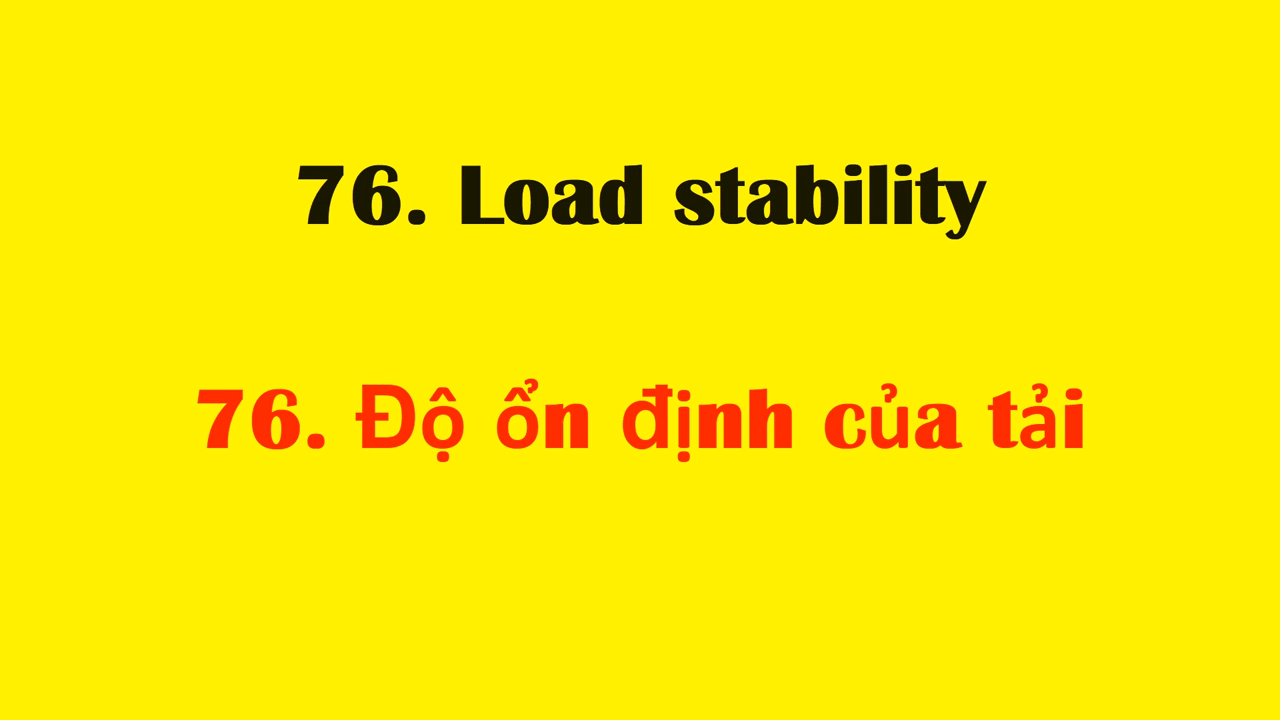 76. Load stability
76. Độ ổn định của tải